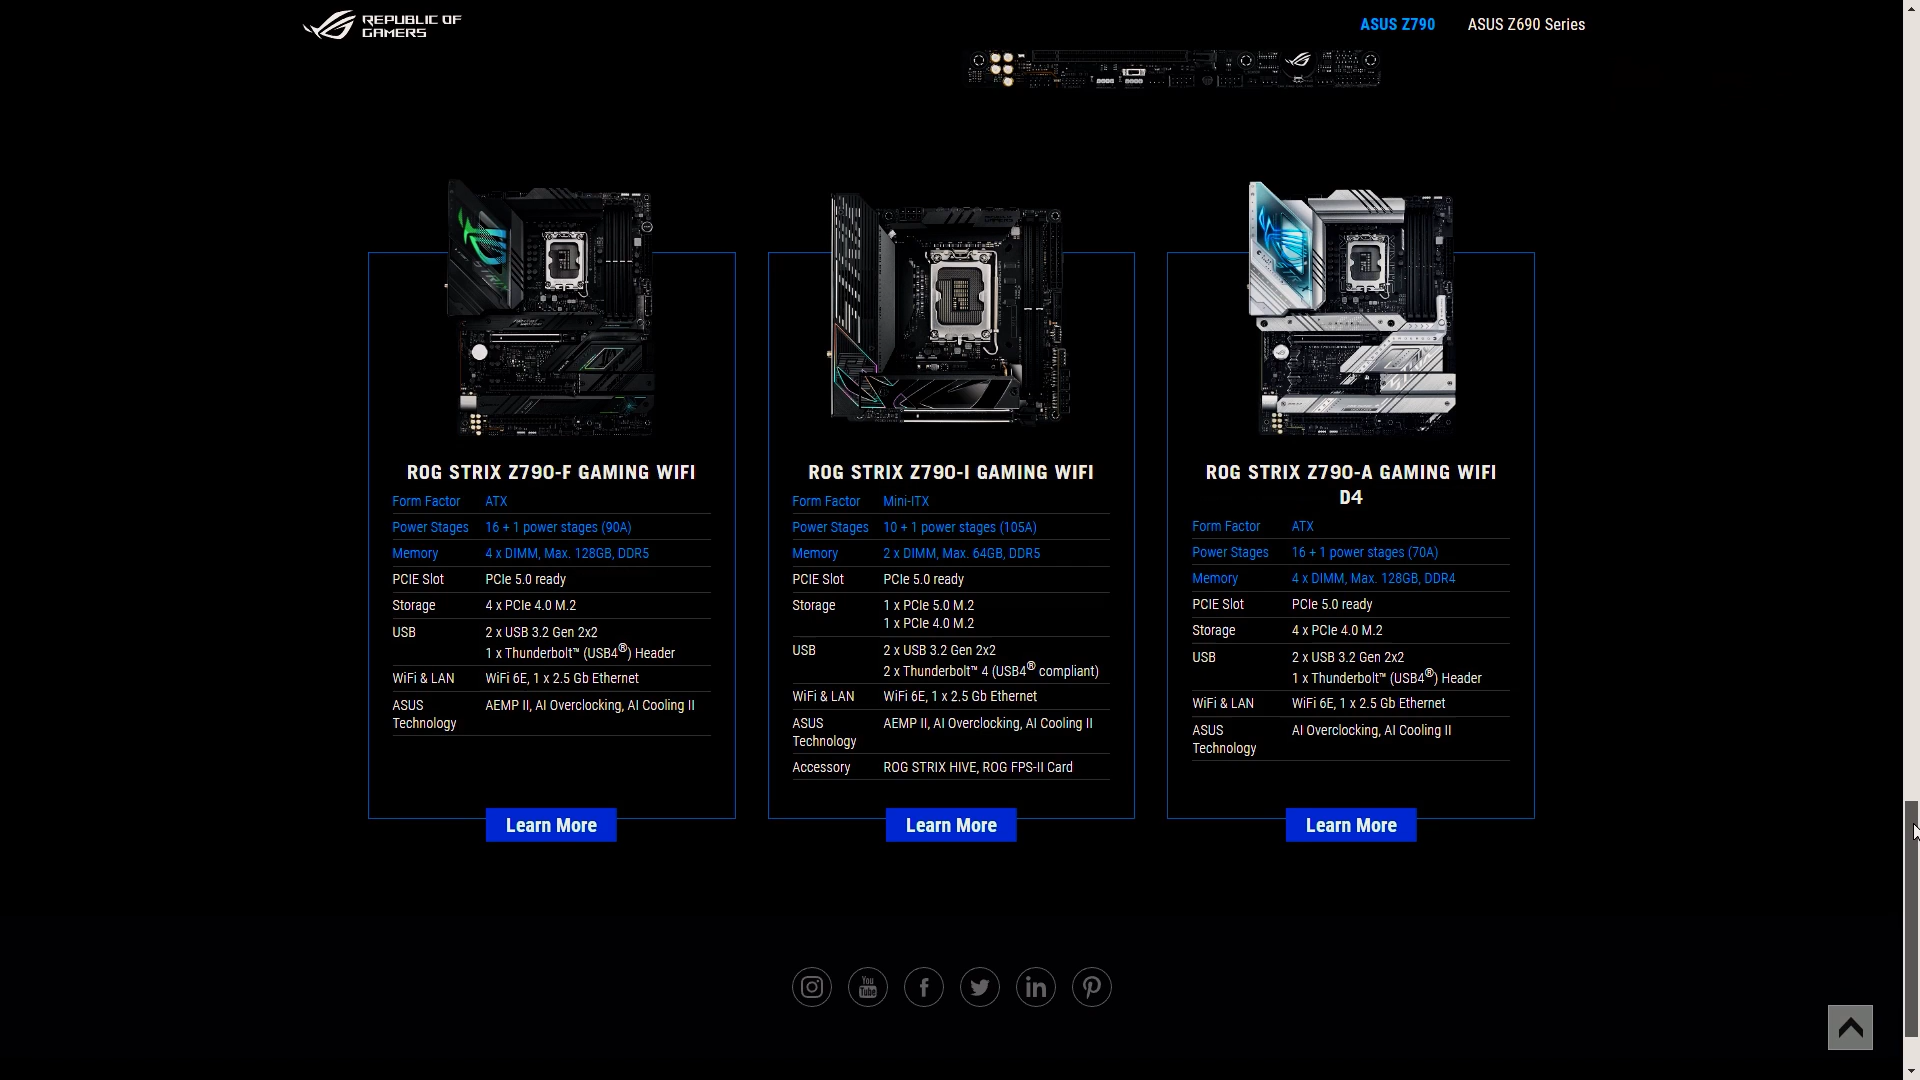 REPUBLIC OF
GAMERS
ASUS Z790
ASUS Z690 Series
ROG STRIX Z790-F GAMING WIFI
Form Factor ATX
Power Stages 16 + 1 power stages (90A)
Memory 4 x DIMM, Max. 128GB, DDR5
PCIE Slot PCIe 5.0 ready
Storage 4 x PCIe 4.0 M.2
USB 2 x USB 3.2 Gen 2x2
1 x Thunderbolt™ (USB4®) Header
WiFi & LAN WiFi 6E, 1 x 2.5 Gb Ethernet
ASUS AEMP II, AI Overclocking, AI Cooling II
Technology
Learn More
ROG STRIX Z790-I GAMING WIFI
Form Factor Mini-ITX
Power Stages 10 + 1 power stages (105A)
Memory 2 x DIMM, Max. 64GB, DDR5
PCIE Slot PCIe 5.0 ready
Storage 1 x PCIe 5.0 M.2
1 x PCIe 4.0 M.2
USB 2 x USB 3.2 Gen 2x2
2 x Thunderbolt™ 4 (USB4® compliant)
WiFi & LAN WiFi 6E, 1 x 2.5 Gb Ethernet
ASUS AEMP II, AI Overclocking, AI Cooling II
Technology
Accessory ROG STRIX HIVE, ROG FPS-II Card
Learn More
ROG STRIX Z790-A GAMING WIFI
D4
Form Factor ATX
Power Stages 16 + 1 power stages (70A)
Memory 4 x DIMM, Max. 128GB, DDR4
PCIE Slot PCIe 5.0 ready
Storage 4 x PCIe 4.0 M.2
USB 2 x USB 3.2 Gen 2x2
1 x Thunderbolt™ (USB4®) Header
WiFi & LAN WiFi 6E, 1 x 2.5 Gb Ethernet
ASUS AI Overclocking, AI Cooling II
Technology
Learn More
You
Tube